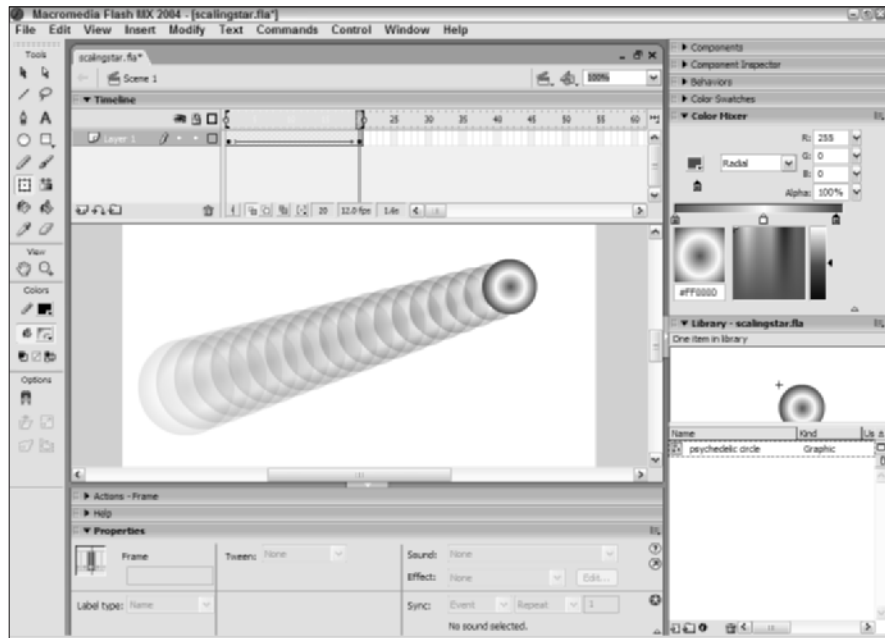 Macromedia Flash MX 2004 - [scalingstar.fla*]
File Edit View Insert Modify Text Commands Control Window Help
Tools
View
Colors
Options
scalingstar.fla*
Scene 1
100%
Timeline
25 30 35 40 45 50 55 60
Layer 1
20 12.0 fps 1.6s
Actions - Frame
Help
Properties
Frame
Tween: None
Sound: None
Effect: None Edit...
Label type: Name
Sync: Event Repeat 1
No sound selected.
Components
Component Inspector
Behaviors
Color Swatches
Color Mixer
R: 255
Radial
G: 0
B: 0
Alpha: 100%
#FF0000
Library - scalingstar.fla
One item in library
Name Kind Us
psychedelic circle Graphic